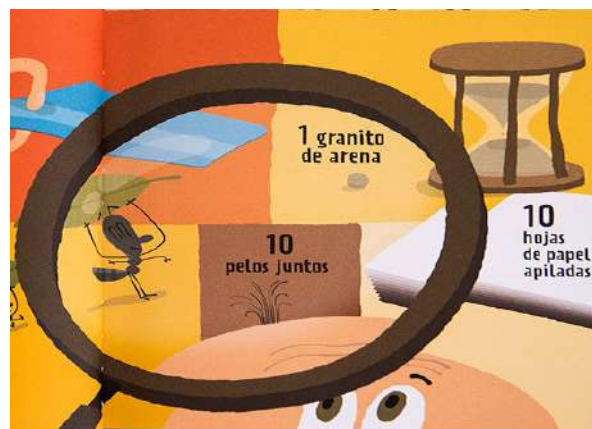 1 granito
de arena
10
pelos juntos
10
hojas
de papel
apiladas